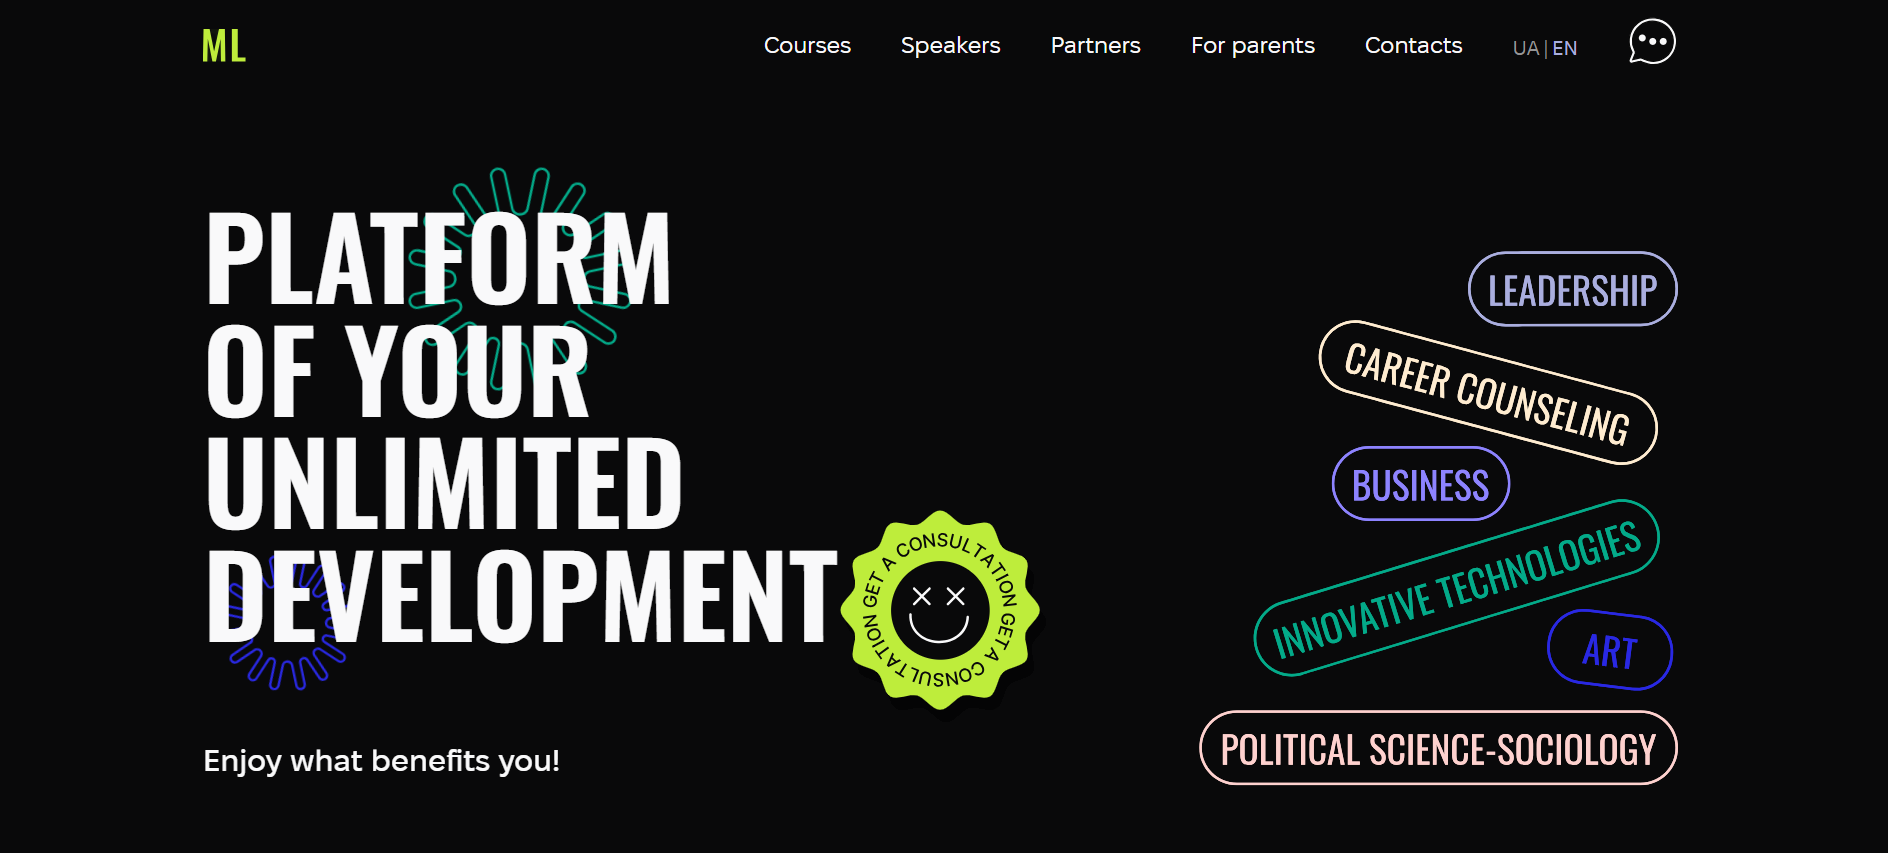 ML
Courses
Speakers
Partners
For parents
Contacts
UA | EN
PLATFORM
OF YOUR
UNLIMITED
DEVELOPMENT
GET A CONSULTATION GET A CONSULTATION
Enjoy what benefits you!
LEADERSHIP
CAREER COUNSELING
BUSINESS
INNOVATIVE TECHNOLOGIES
ART
POLITICAL SCIENCE-SOCIOLOGY